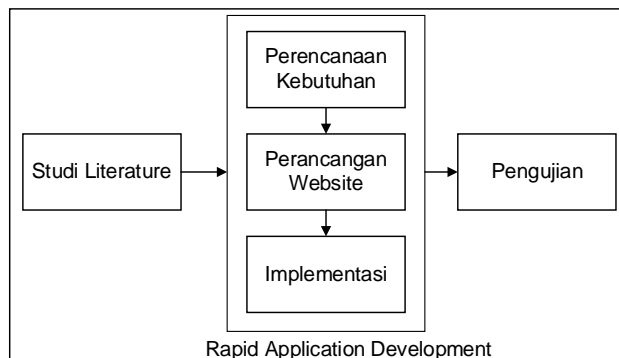 Studi Literature
Perencanaan
Kebutuhan
Perancangan
Website
Implementasi
Pengujian
Rapid Application Development